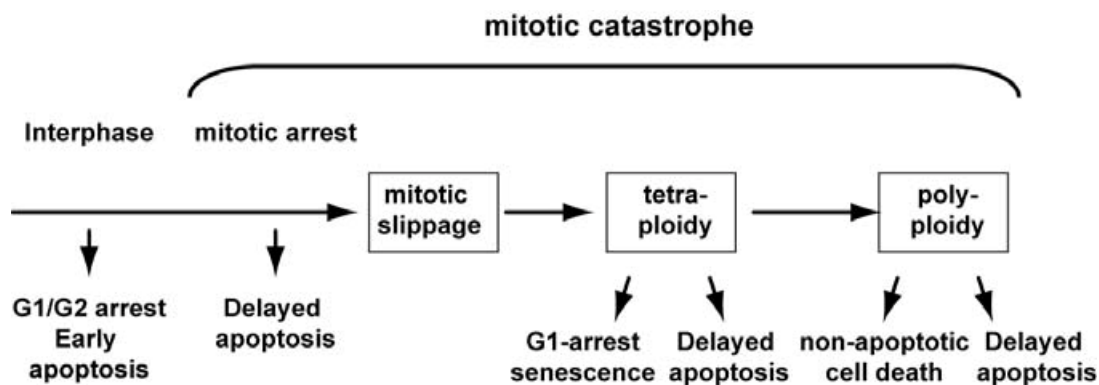 mitotic catastrophe
Interphase
mitotic arrest
mitotic
slippage
tetra-
ploidy
poly-
ploidy
G1/G2 arrest
Early
apoptosis
Delayed
apoptosis
G1-arrest
senescence
Delayed
apoptosis
non-apoptotic
cell death
Delayed
apoptosis